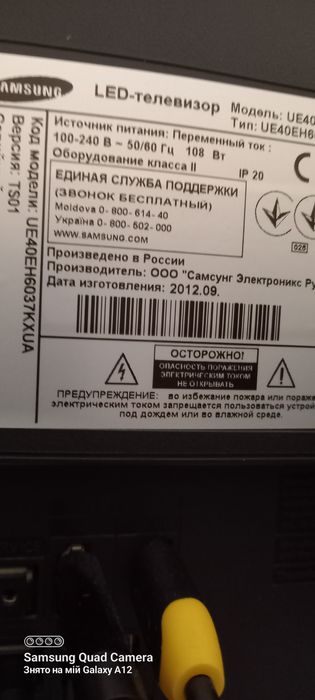 SAMSUNG
LED-телевизор Модель: UE40
Тип: UE40EH6
Источник питания: Переменный ток :
100-240 В ~ 50/60 Гц 108 Вт
Оборудование класса II IP 20
ЕДИНАЯ СЛУЖБА ПОДДЕРЖКИ
(ЗВОНОК БЕСПЛАТНЫЙ)
Moldova 0- 800- 614- 40
Україна 0- 800- 502- 000
WWW.SAMSUNG.COM
025
Произведено в России
Производитель: ООО "Самсунг Электроникс Ру
Дата изготовления: 2012.09.
ОСТОРОЖНО!
ОПАСНОСТЬ ПОРАЖЕНИЯ
ЭЛЕКТРИЧЕСКИМ ТОКОМ
НЕ ОТКРЫВАТЬ
ПРЕДУПРЕЖДЕНИЕ: во избежание пожара или пораже
электрическим током запрещается пользоваться устрой
под дождем или во влажной среде.
Код модели: UE40EH6037KXUA
Версия: TS01
Samsung Quad Camera
Знято на мій Galaxy A12